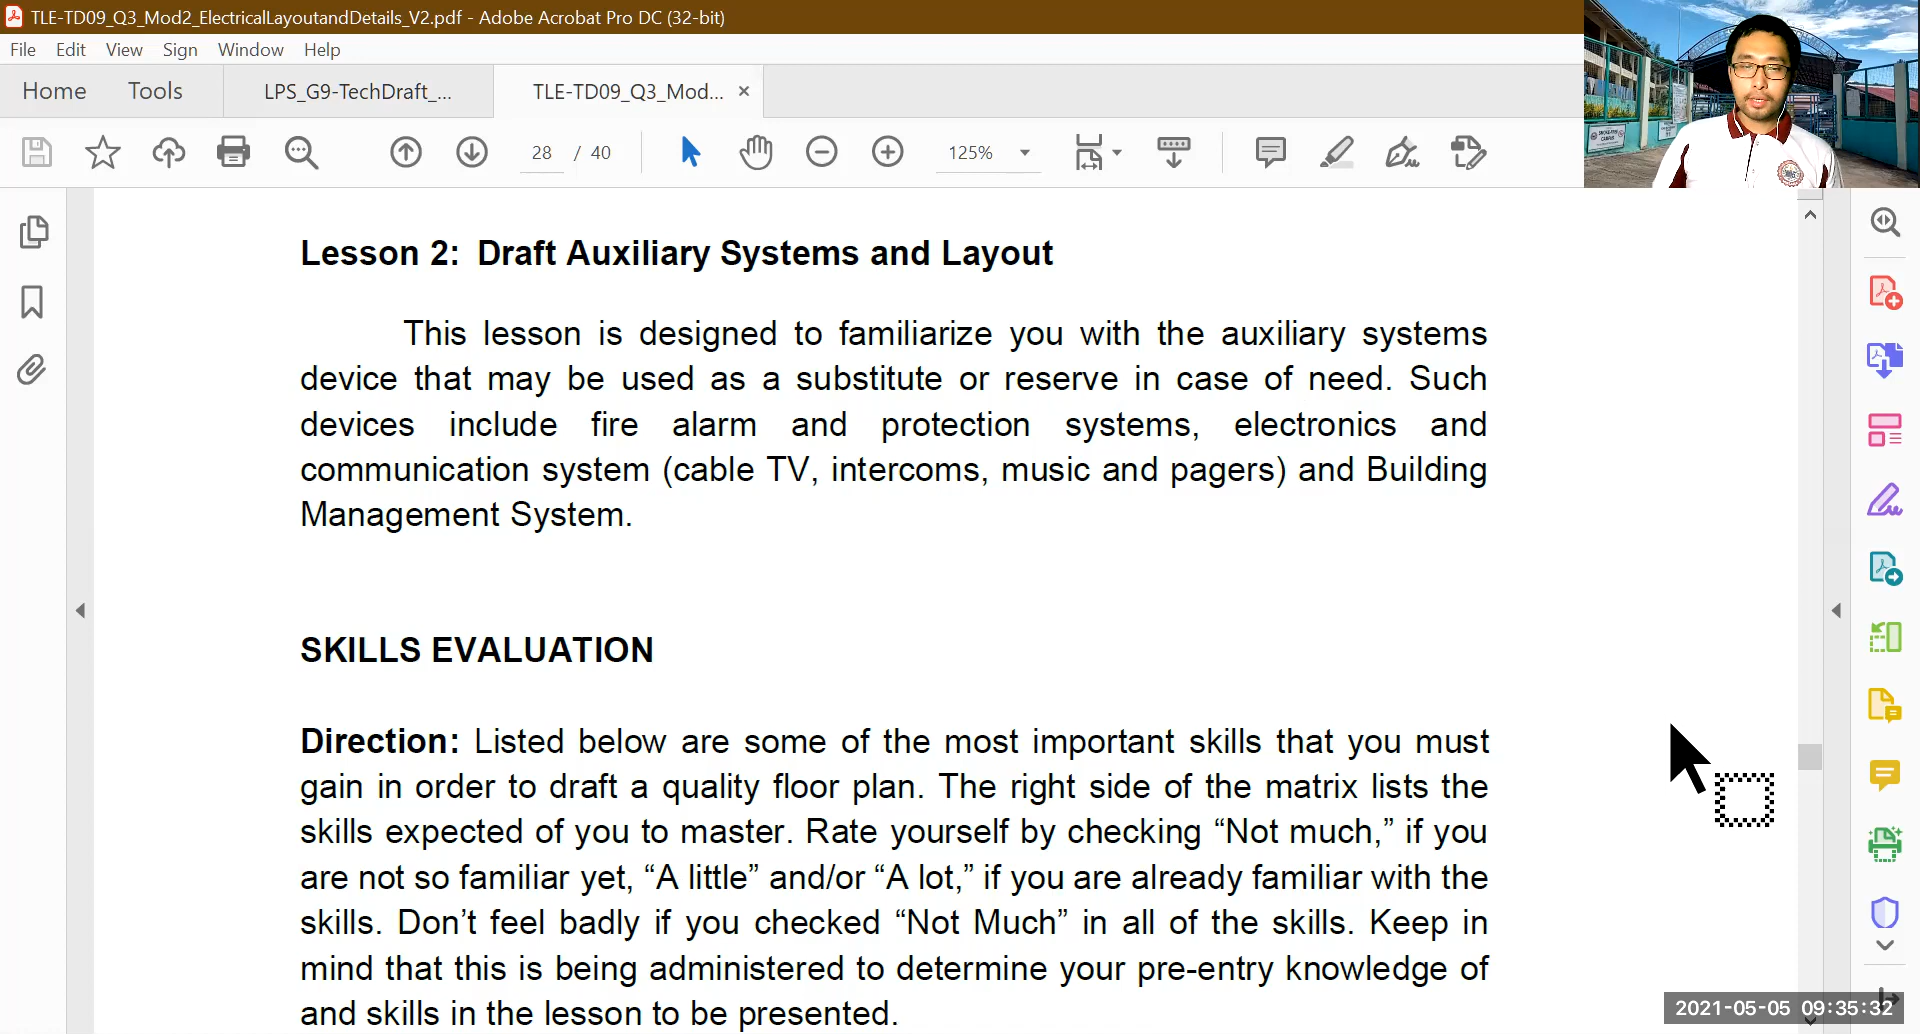 TLE-TD09_Q3_Mod2_ElectricalLayoutandDetails_V2.pdf - Adobe Acrobat Pro DC (32-bit)
File Edit View Sign Window Help
Home Tools LPS_G9-TechDraft_... TLE-TD09_Q3_Mod... ×
28 / 40 125%
Lesson 2: Draft Auxiliary Systems and Layout
This lesson is designed to familiarize you with the auxiliary systems
device that may be used as a substitute or reserve in case of need. Such
devices include fire alarm and protection systems, electronics and
communication system (cable TV, intercoms, music and pagers) and Building
Management System.
SKILLS EVALUATION
Direction: Listed below are some of the most important skills that you must
gain in order to draft a quality floor plan. The right side of the matrix lists the
skills expected of you to master. Rate yourself by checking “Not much,” if you
are not so familiar yet, “A little” and/or “A lot,” if you are already familiar with the
skills. Don’t feel badly if you checked “Not Much” in all of the skills. Keep in
mind that this is being administered to determine your pre-entry knowledge of
and skills in the lesson to be presented.
2021-05-05 09:35:32